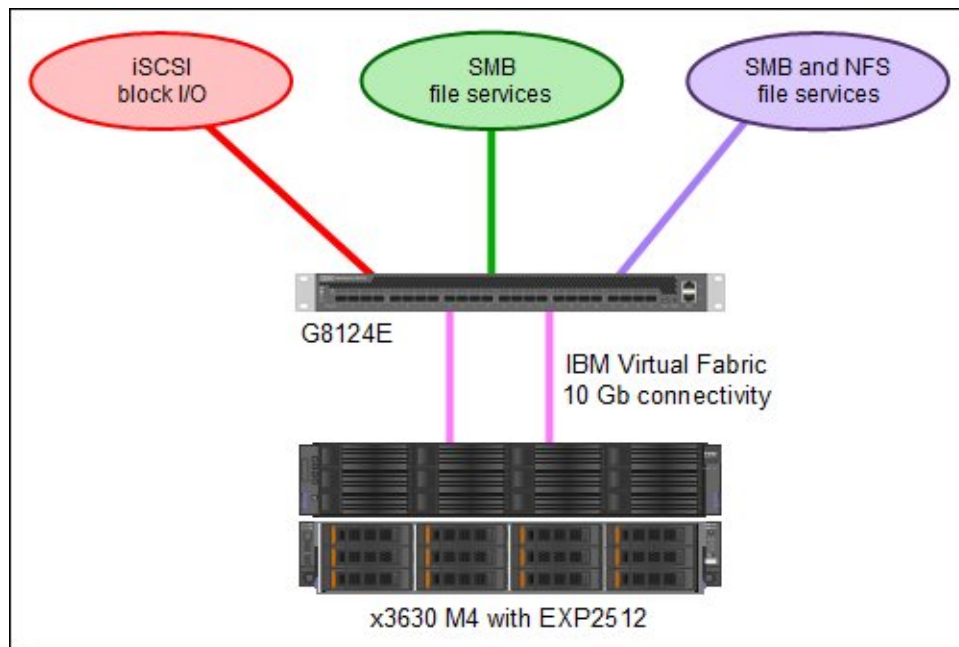 iSCSI
block I/O
SMB
file services
SMB and NFS
file services
G8124E
IBM Virtual Fabric
10 Gb connectivity
x3630 M4 with EXP2512